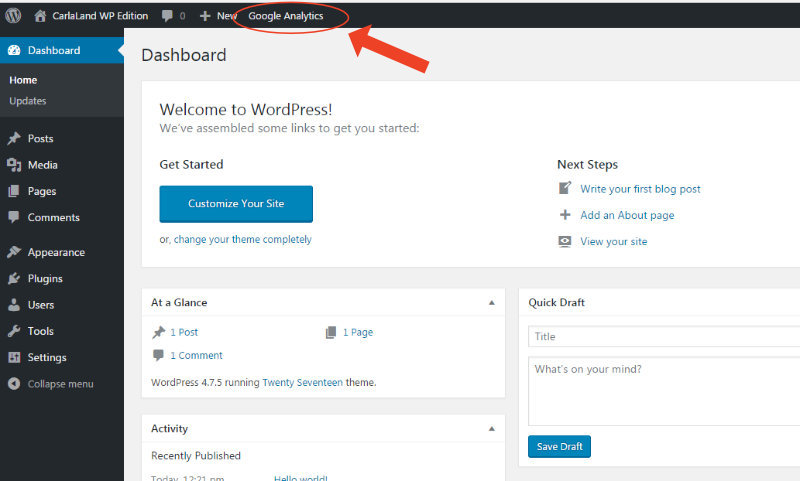 CarlaLand WP Edition 0 New Google Analytics
Dashboard
Home
Updates
Posts
Media
Pages
Comments
Appearance
Plugins
Users
Tools
Settings
Collapse menu
Dashboard
Welcome to WordPress!
We've assembled some links to get you started:
Get Started
Customize Your Site
or, change your theme completely
Next Steps
Write your first blog post
Add an About page
View your site
At a Glance
1 Post
1 Page
1 Comment
WordPress 4.7.5 running Twenty Seventeen theme.
Activity
Recently Published
Today, 12:21 pm Hello world!
Quick Draft
Title
What's on your mind?
Save Draft